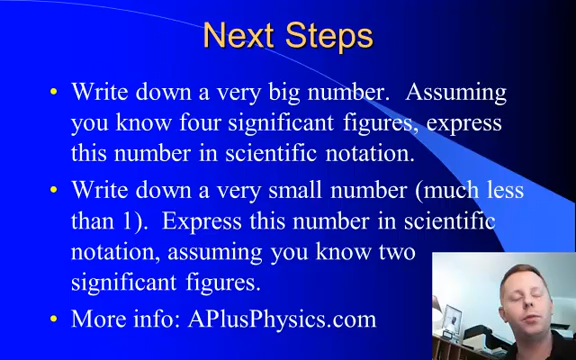 Next Steps
• Write down a very big number. Assuming
you know four significant figures, express
this number in scientific notation.
• Write down a very small number (much less
than 1). Express this number in scientific
notation, assuming you know two
significant figures.
• More info: APlusPhysics.com